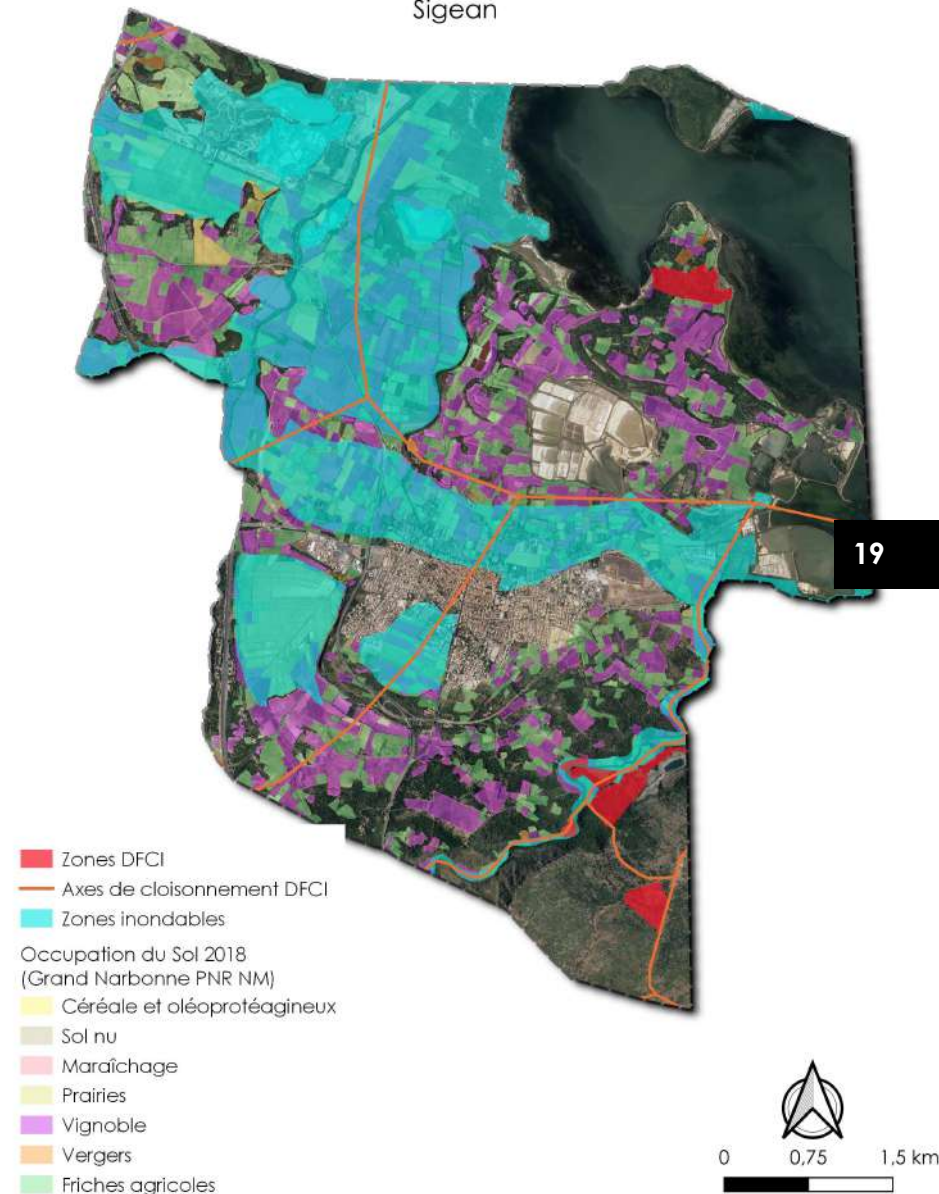 Sigean
19
Zones DFCI
Axes de cloisonnement DFCI
Zones inondables
Occupation du Sol 2018
(Grand Narbonne PNR NM)
Céréale et oléoprotéagineux
Sol nu
Maraîchage
Prairies
Vignoble
Vergers
Friches agricoles
0 0,75 1,5 km